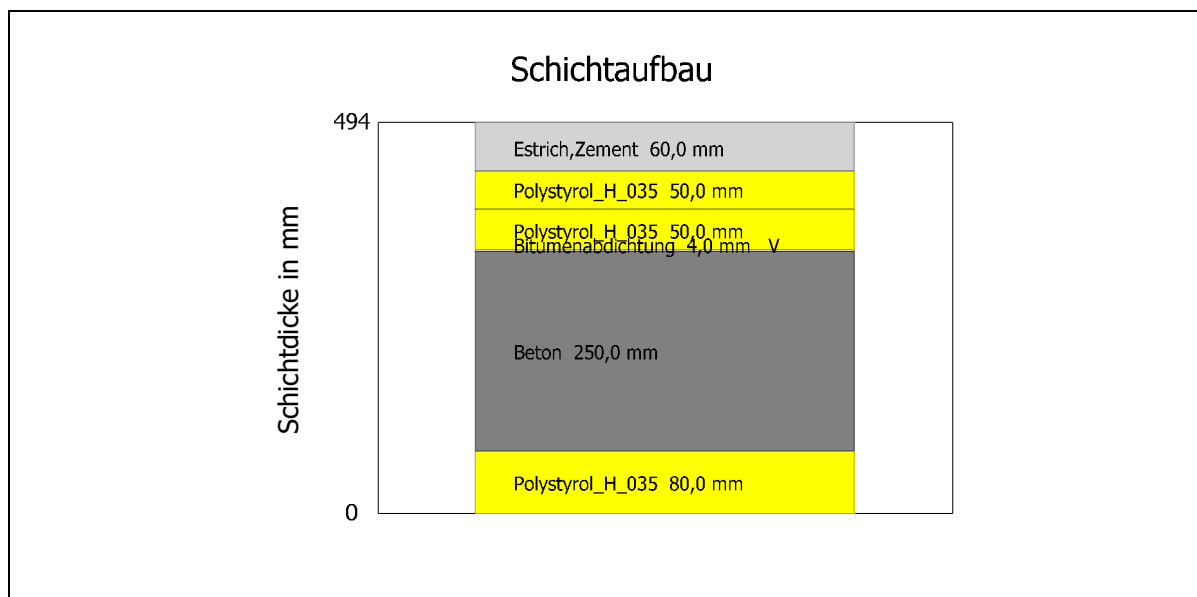 Schichtaufbau
494
Estrich,Zement 60,0 mm
Polystyrol_H_035 50,0 mm
Polystyrol_H_035 50,0 mm
Bitumenabdichtung 4,0 mm V
Schichtdicke in mm
Beton 250,0 mm
Polystyrol_H_035 80,0 mm
0